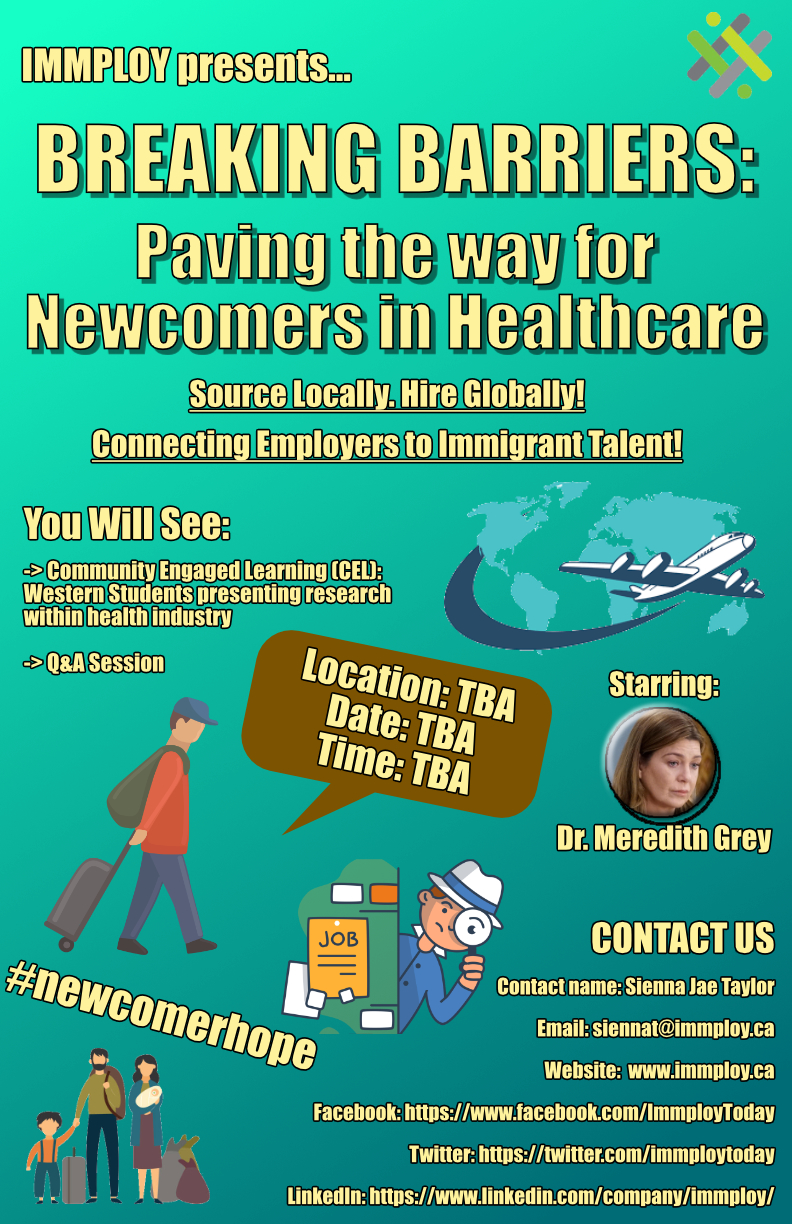 IMMPLOY presents...
BREAKING BARRIERS:
Paving the way for
Newcomers in Healthcare
Source Locally. Hire Globally!
Connecting Employers to Immigrant Talent!
You Will See:
-> Community Engaged Learning (CEL):
Western Students presenting research
within health industry
-> Q&A Session
Location: TBA
Date: TBA
Time: TBA
Starring:
Dr. Meredith Grey
JOB
#newcomerhope
CONTACT US
Contact name: Sienna Jae Taylor
Email: siennat@immploy.ca
Website: www.immploy.ca
Facebook: https://www.facebook.com/ImmployToday
Twitter: https://twitter.com/immploytoday
LinkedIn: https://www.linkedin.com/company/immploy/